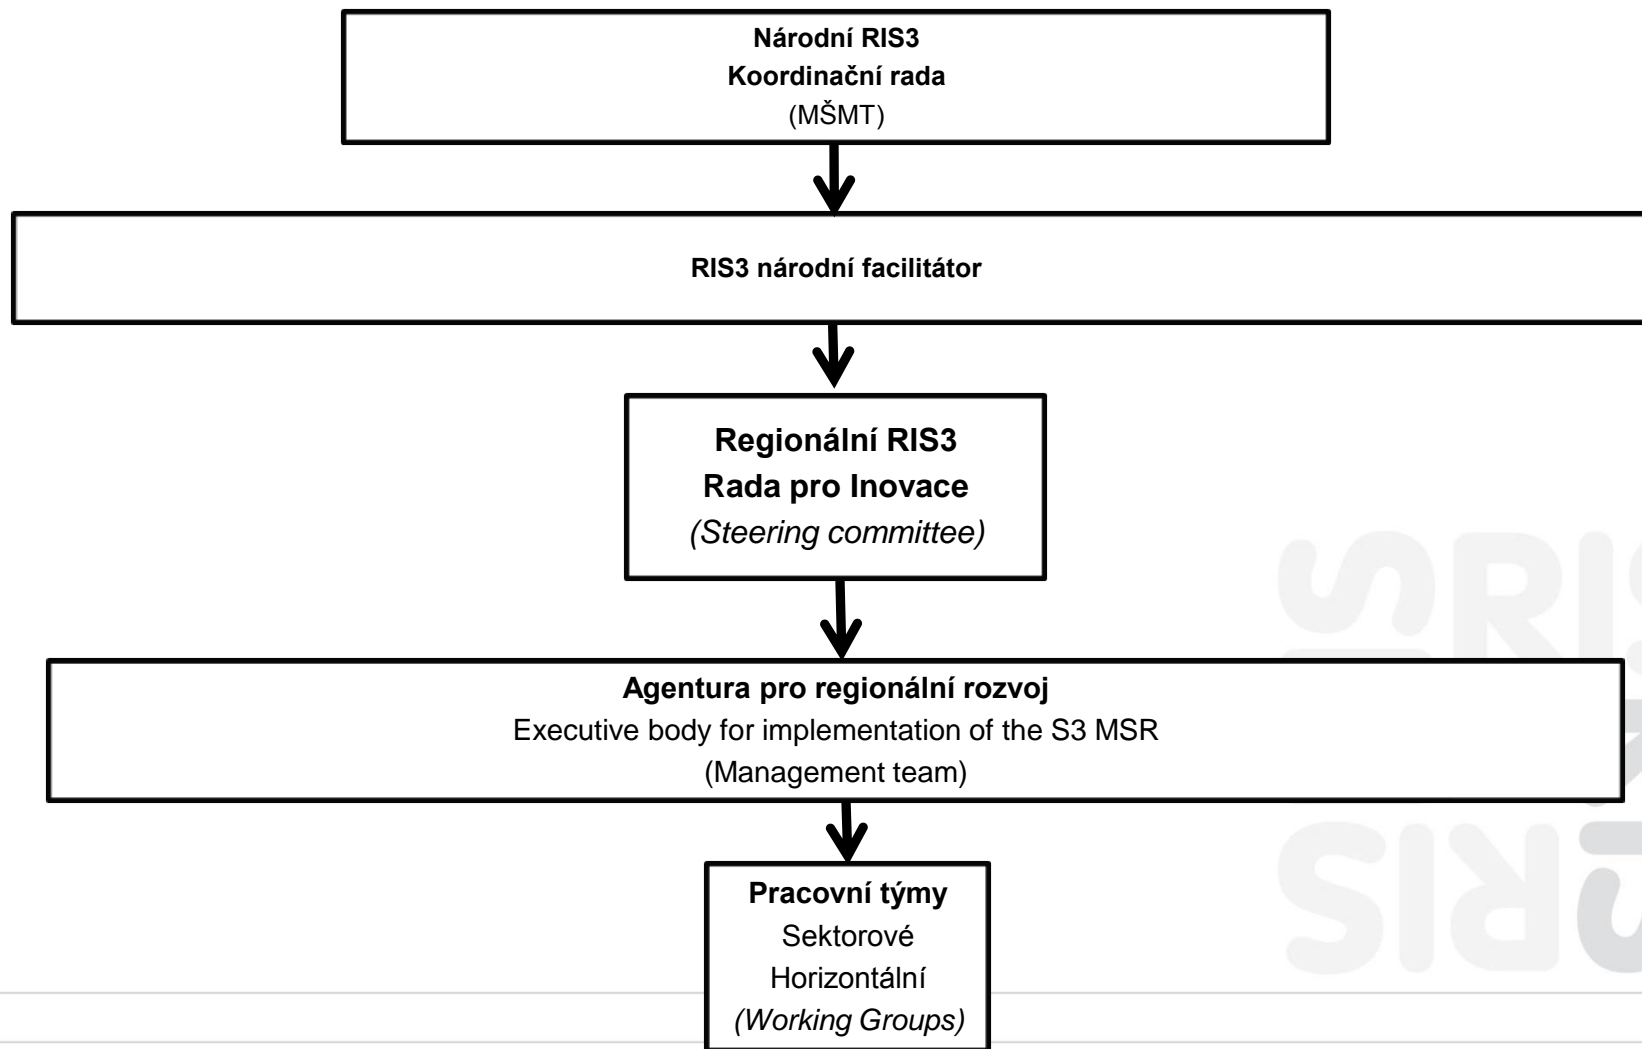 Národní RIS3
Koordinační rada
(MŠMT)
RIS3 národní facilitátor
Regionální RIS3
Rada pro Inovace
(Steering committee)
Agentura pro regionální rozvoj
Executive body for implementation of the S3 MSR
(Management team)
Pracovní týmy
Sektorové
Horizontální
(Working Groups)